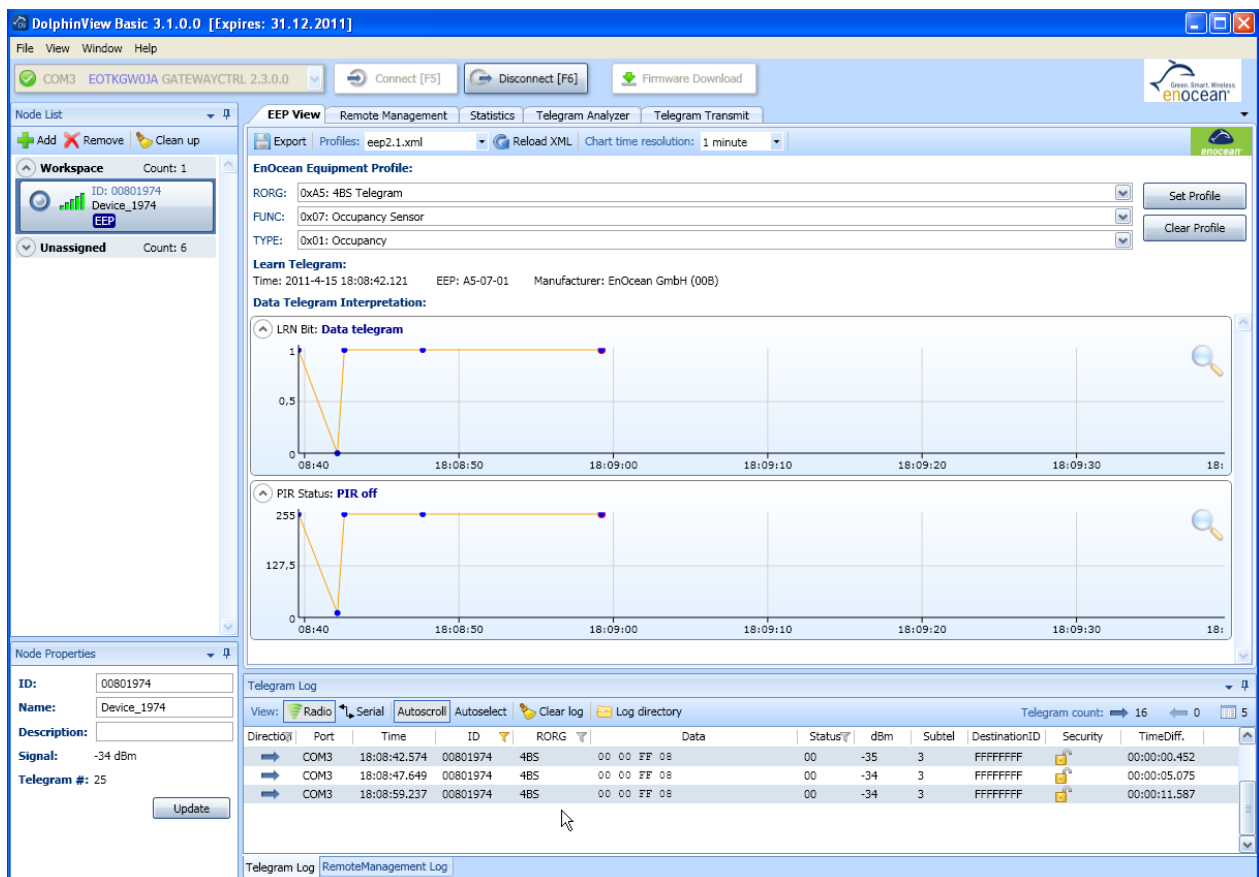 DolphinView Basic 3.1.0.0 [Expires: 31.12.2011]
File View Window Help
COM3 EOTKGW0JA GATEWAYCTRL 2.3.0.0 Connect [F5] Disconnect [F6] Firmware Download
Green. Smart. Wireless.
enocean
Node List
Add Remove Clean up
Workspace Count: 1
ID: 00801974
Device_1974
EEP
Unassigned Count: 6
EEP View Remote Management Statistics Telegram Analyzer Telegram Transmit
Export Profiles: eep2.1.xml Reload XML Chart time resolution: 1 minute
enocean
EnOcean Equipment Profile:
RORG: 0xA5: 4BS Telegram Set Profile
FUNC: 0x07: Occupancy Sensor
TYPE: 0x01: Occupancy Clear Profile
Learn Telegram:
Time: 2011-4-15 18:08:42.121 EEP: A5-07-01 Manufacturer: EnOcean GmbH (00B)
Data Telegram Interpretation:
LRN Bit: Data telegram
1
0,5
0
08:40 18:08:50 18:09:00 18:09:10 18:09:20 18:09:30 18:
PIR Status: PIR off
255
127,5
0
08:40 18:08:50 18:09:00 18:09:10 18:09:20 18:09:30 18:
Node Properties
ID: 00801974
Name: Device_1974
Description:
Signal: -34 dBm
Telegram #: 25
Update
Telegram Log
View: Radio Serial Autoscroll Autoselect Clear log Log directory Telegram count: 16 0 5
Direction Port Time ID RORG Data Status dBm Subtel DestinationID Security TimeDiff.
COM3 18:08:42.574 00801974 4BS 00 00 FF 08 00 -35 3 FFFFFFFF 00:00:00.452
COM3 18:08:47.649 00801974 4BS 00 00 FF 08 00 -34 3 FFFFFFFF 00:00:05.075
COM3 18:08:59.237 00801974 4BS 00 00 FF 08 00 -34 3 FFFFFFFF 00:00:11.587
Telegram Log RemoteManagement Log